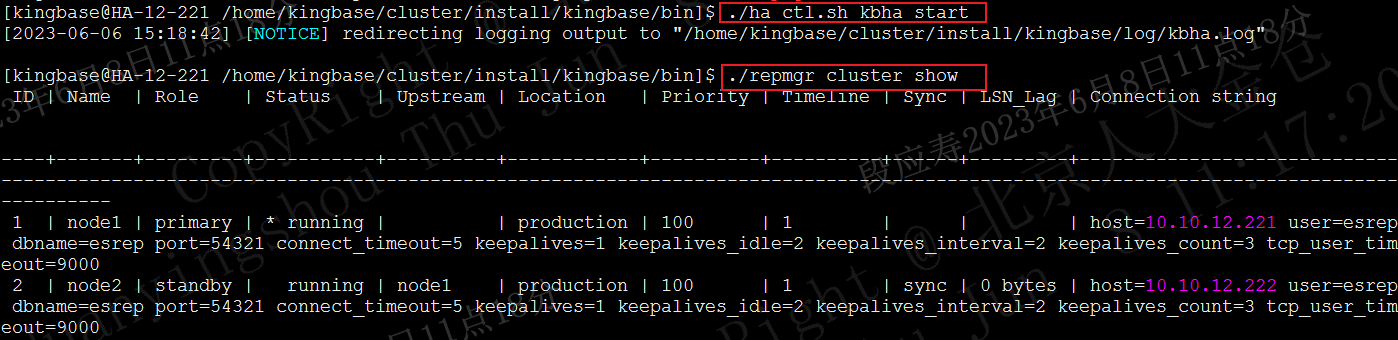 [kingbase@HA-12-221 /home/kingbase/cluster/install/kingbase/bin]$ ./ha ctl.sh kbha start
[2023-06-06 15:18:42] [NOTICE] redirecting logging output to "/home/kingbase/cluster/install/kingbase/log/kbha.log"
[kingbase@HA-12-221 /home/kingbase/cluster/install/kingbase/bin]$ ./repmgr cluster show
ID | Name | Role | Status | Upstream | Location | Priority | Timeline | Sync | LSN_Lag | Connection string
----+-------+---------+-----------+----------+------------+----------+----------+------+---------+--------------------------------
----------------------------------------------------------------------------------------------------------------------------
----------
1 | node1 | primary | * running | | production | 100 | 1 | | | host=10.10.12.221 user=esrep
dbname=esrep port=54321 connect_timeout=5 keepalives=1 keepalives_idle=2 keepalives_interval=2 keepalives_count=3 tcp_user_tim
eout=9000
2 | node2 | standby | running | node1 | production | 100 | 1 | sync | 0 bytes | host=10.10.12.222 user=esrep
dbname=esrep port=54321 connect_timeout=5 keepalives=1 keepalives_idle=2 keepalives_interval=2 keepalives_count=3 tcp_user_tim
eout=9000
段应寿2023年6月8日11点18分
CopyRight @ 北京人大金仓
11:17:20